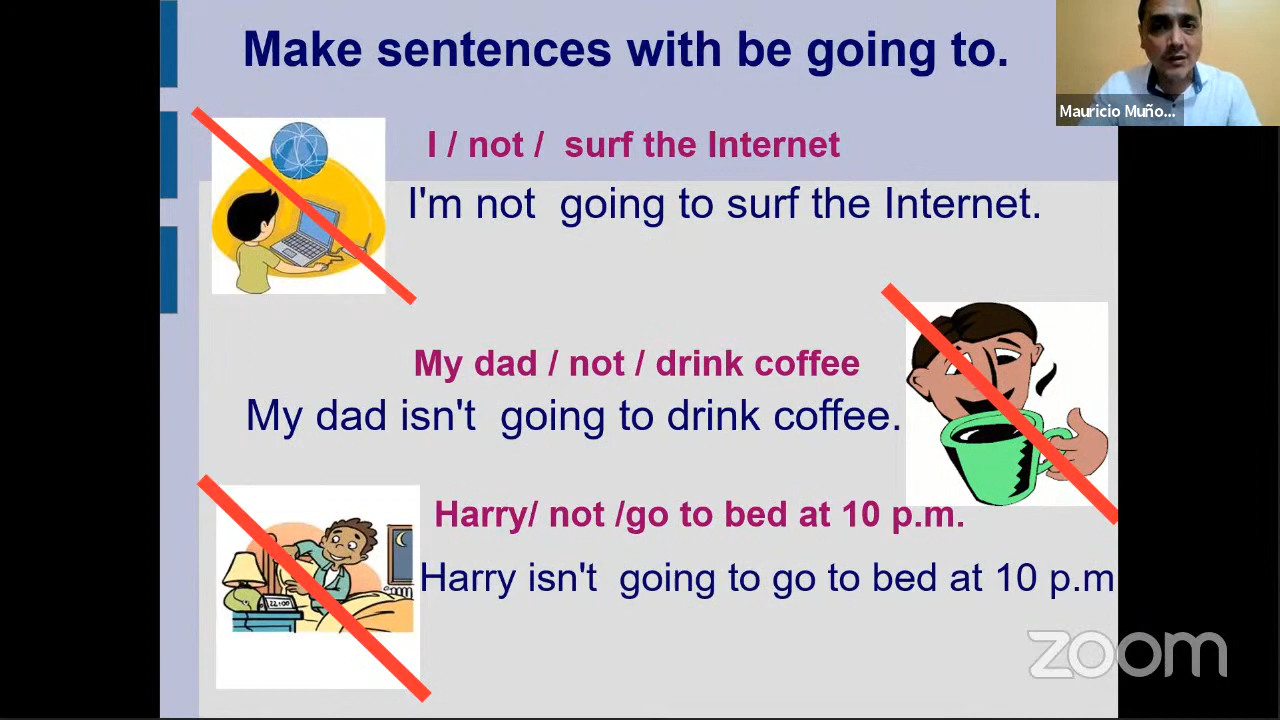 Make sentences with be going to.
Mauricio Muño...
I / not / surf the Internet
I'm not going to surf the Internet.
My dad / not / drink coffee
My dad isn't going to drink coffee.
Harry/ not /go to bed at 10 p.m.
Harry isn't going to go to bed at 10 p.m
22:00
zoom